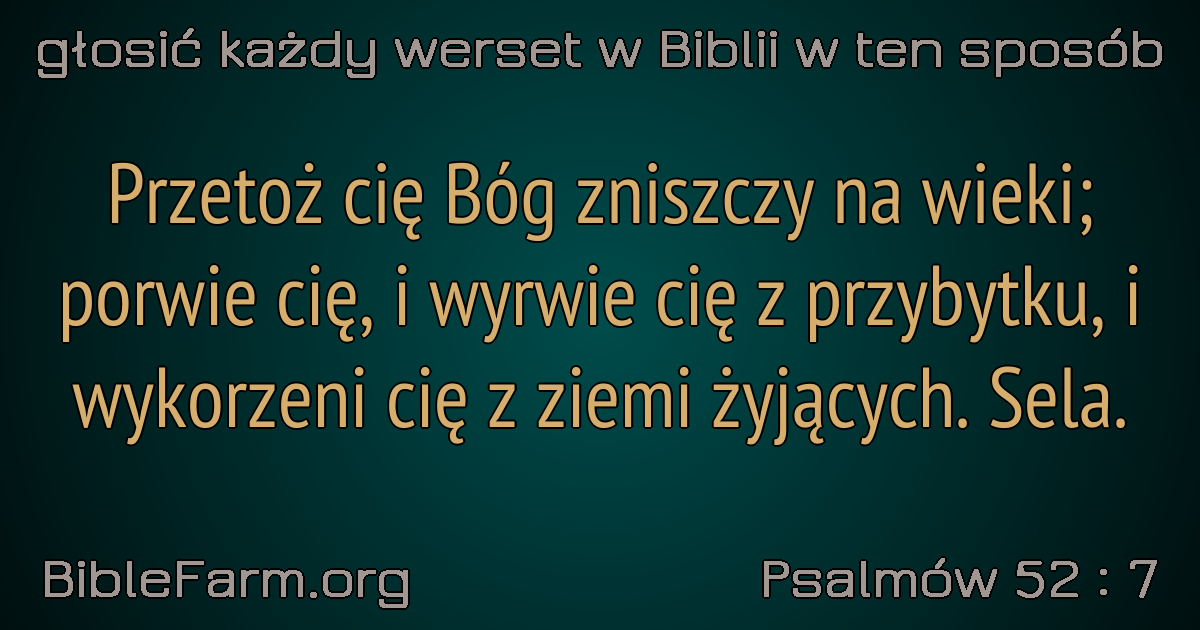 głosić każdy werset w Biblii w ten sposób
Przetoż cię Bóg zniszczy na wieki;
porwie cię, i wyrwie cię z przybytku, i
wykorzeni cię z ziemi żyjących. Sela.
BibleFarm.org
Psalmów 52 : 7